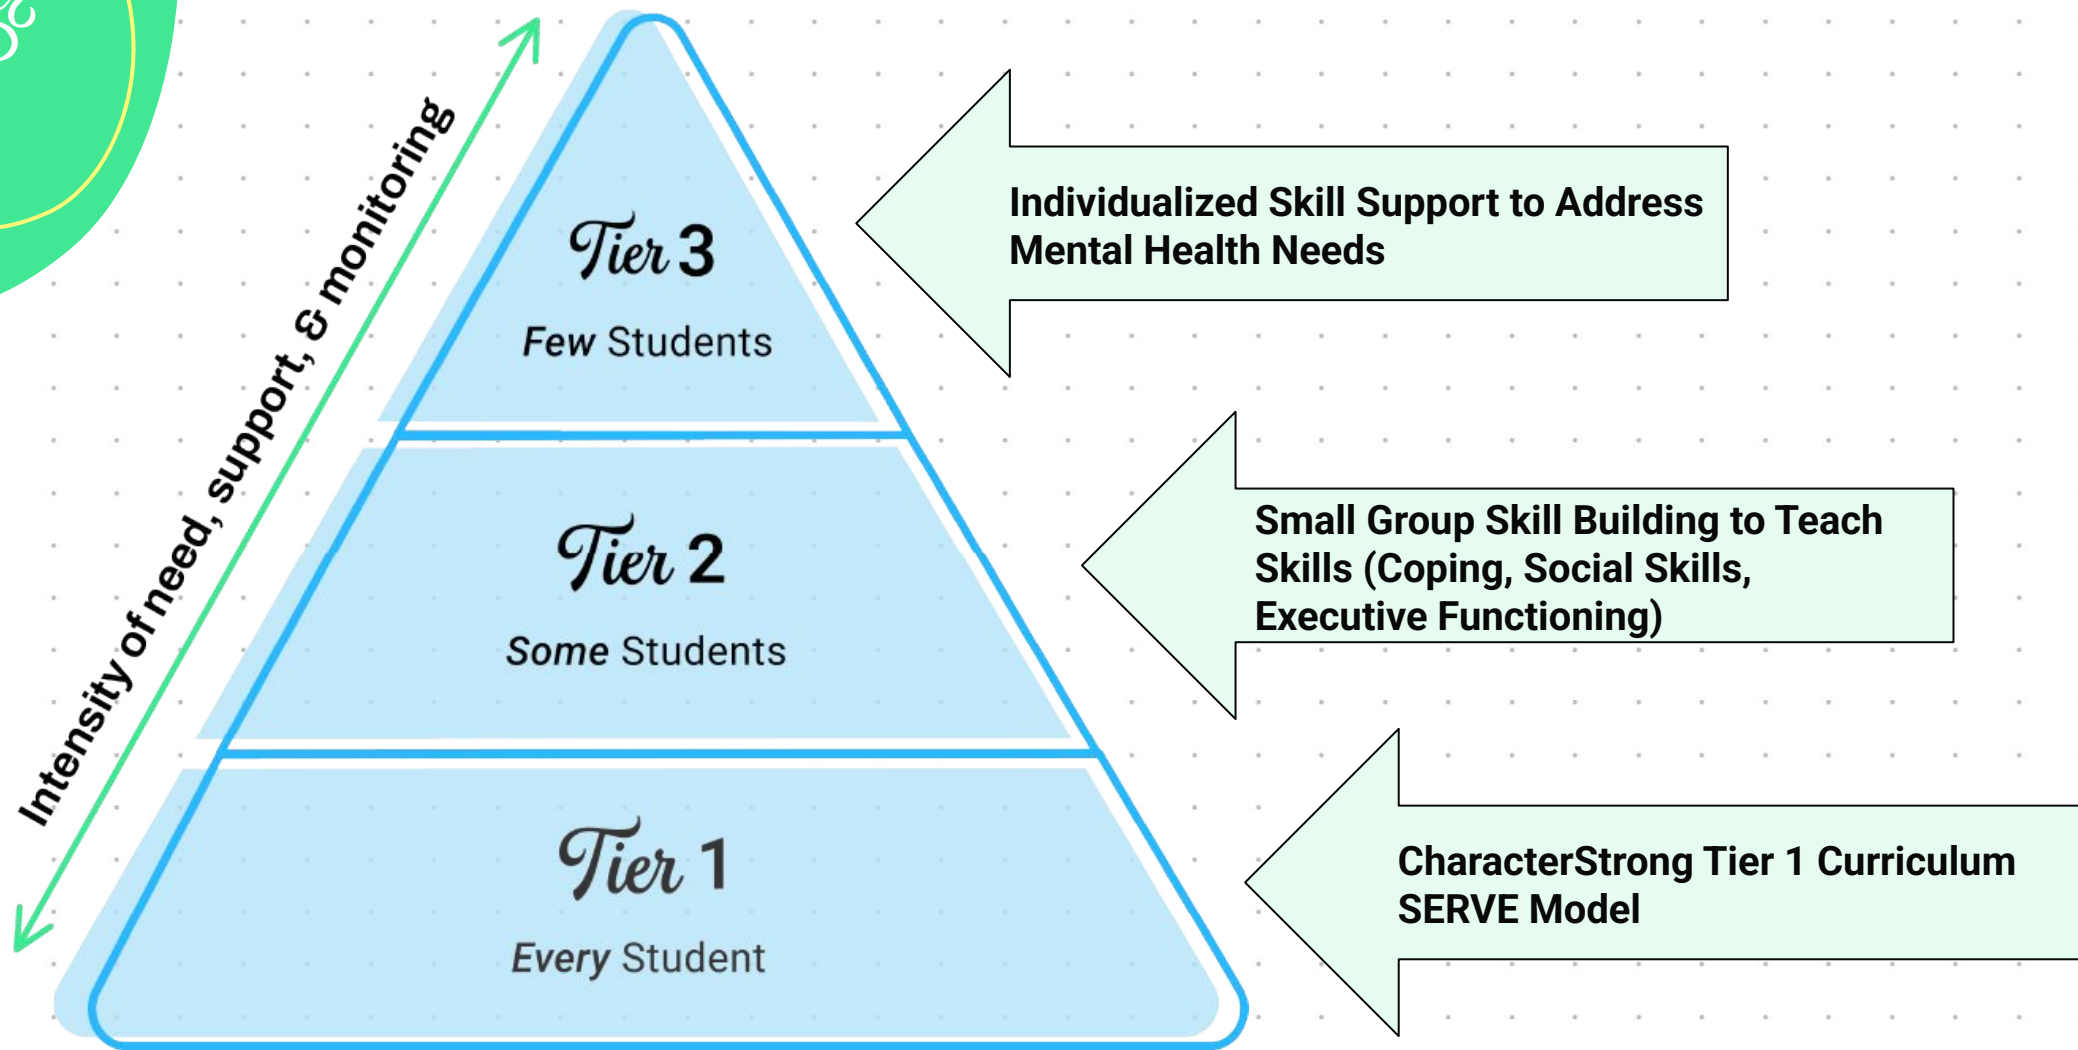 Intensity of need, support, & monitoring
Tier 3
Few Students
Individualized Skill Support to Address
Mental Health Needs
Tier 2
Some Students
Small Group Skill Building to Teach
Skills (Coping, Social Skills,
Executive Functioning)
Tier 1
Every Student
CharacterStrong Tier 1 Curriculum
SERVE Model